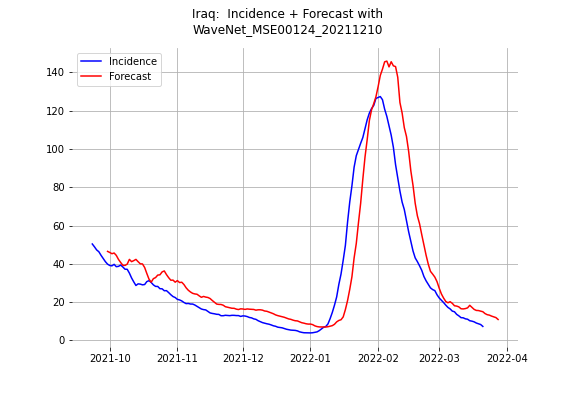 Iraq:  Incidence + Forecast with
WaveNet_MSE00124_20211210
Incidence
Forecast
140
120
100
80
60
40
20
0
2021-10 2021-11 2021-12 2022-01 2022-02 2022-03 2022-04